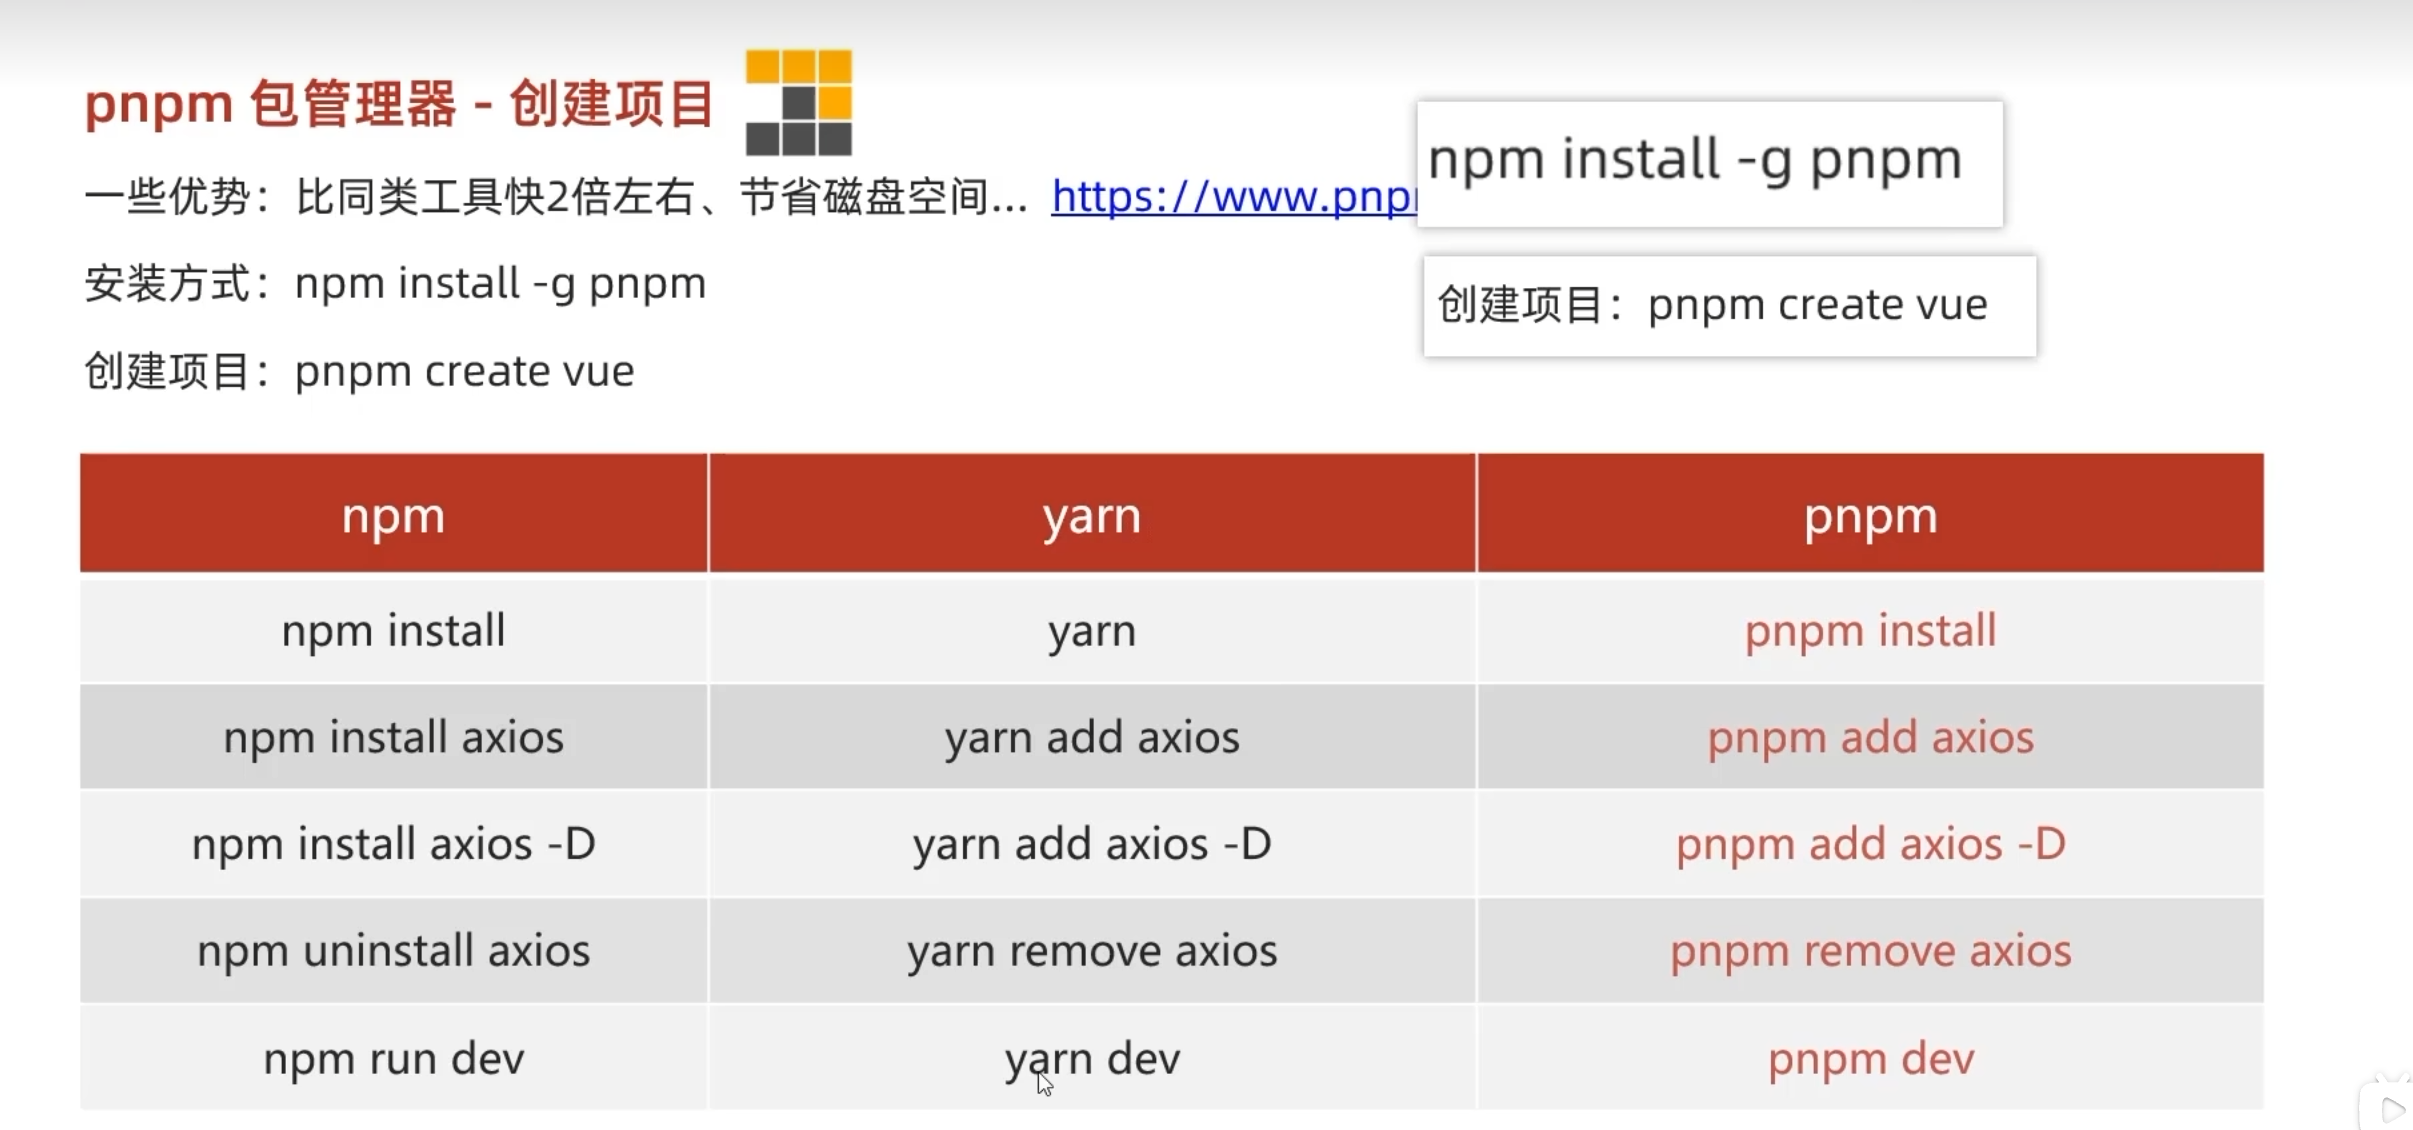 pnpm 包管理器 - 创建项目
一些优势：比同类工具快2倍左右、节省磁盘空间... https://www.pnp
npm install -g pnpm
安装方式：npm install -g pnpm
创建项目：pnpm create vue
创建项目：pnpm create vue
npm yarn pnpm
npm install yarn pnpm install
npm install axios yarn add axios pnpm add axios
npm install axios -D yarn add axios -D pnpm add axios -D
npm uninstall axios yarn remove axios pnpm remove axios
npm run dev yarn dev pnpm dev